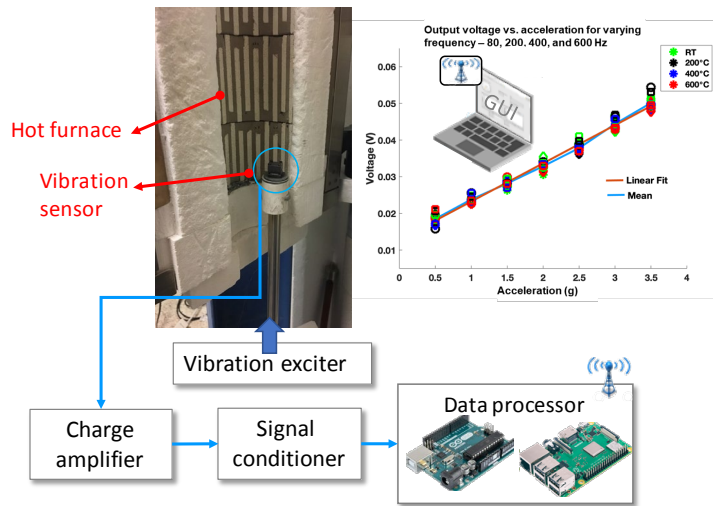 Hot furnace
Vibration
sensor
Output voltage vs. acceleration for varying
frequency – 80, 200. 400, and 600 Hz
RT
200°C
400°C
600°C
GUI
Linear Fit
Mean
Voltage (V)
0.06
0.05
0.04
0.03
0.02
0.01
0
0.5
1
1.5
2
2.5
3
3.5
4
Acceleration (g)
Vibration exciter
Charge
amplifier
Signal
conditioner
Data processor